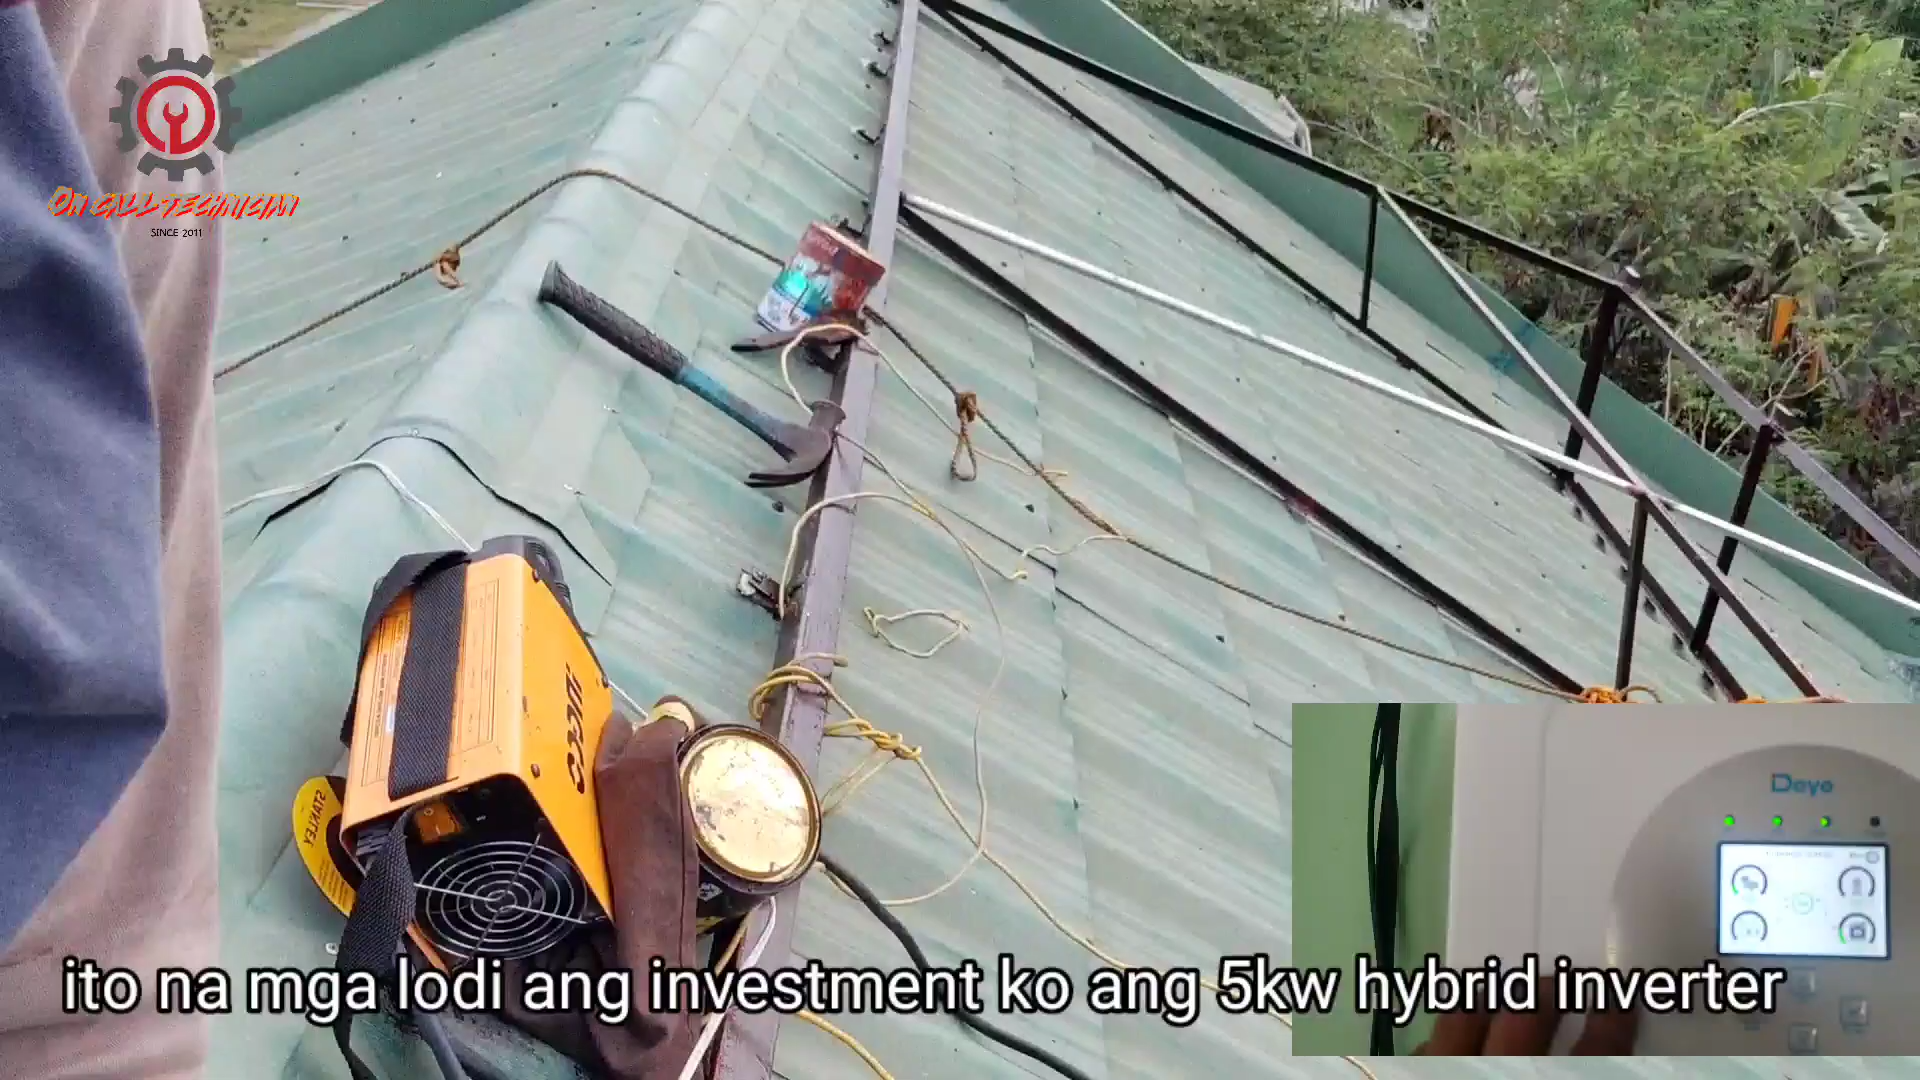 On call technician
SINCE 2011
STANLEY
Deye
ito na mga lodi ang investment ko ang 5kw hybrid inverter